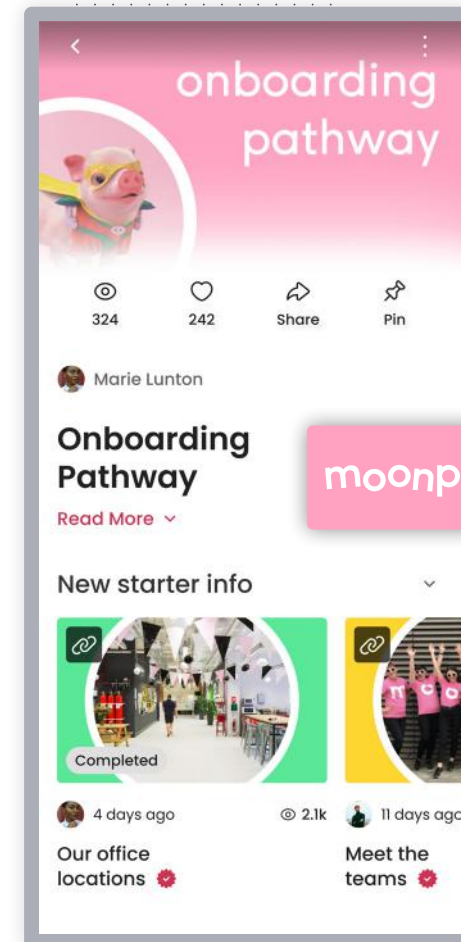 onboarding
pathway
324
242
Share
Pin
Marie Lunton
Onboarding
Pathway
moonp
Read More
New starter info
Completed
4 days ago
2.1k
11 days ago
Our office
locations
Meet the
teams